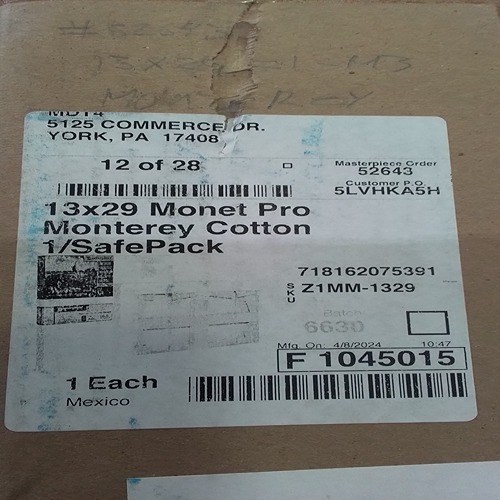 MDT4
5125 COMMERCE DR.
YORK, PA 17408
12 of 28
Masterpiece Order
52643
Customer P.O.
5LVHKA5H
13x29 Monet Pro
Monterey Cotton
1/SafePack
718162075391
SKU Z1MM-1329
Batch
6630
Mfg. On: 4/8/2024 10:47
F 1045015
1 Each
Mexico